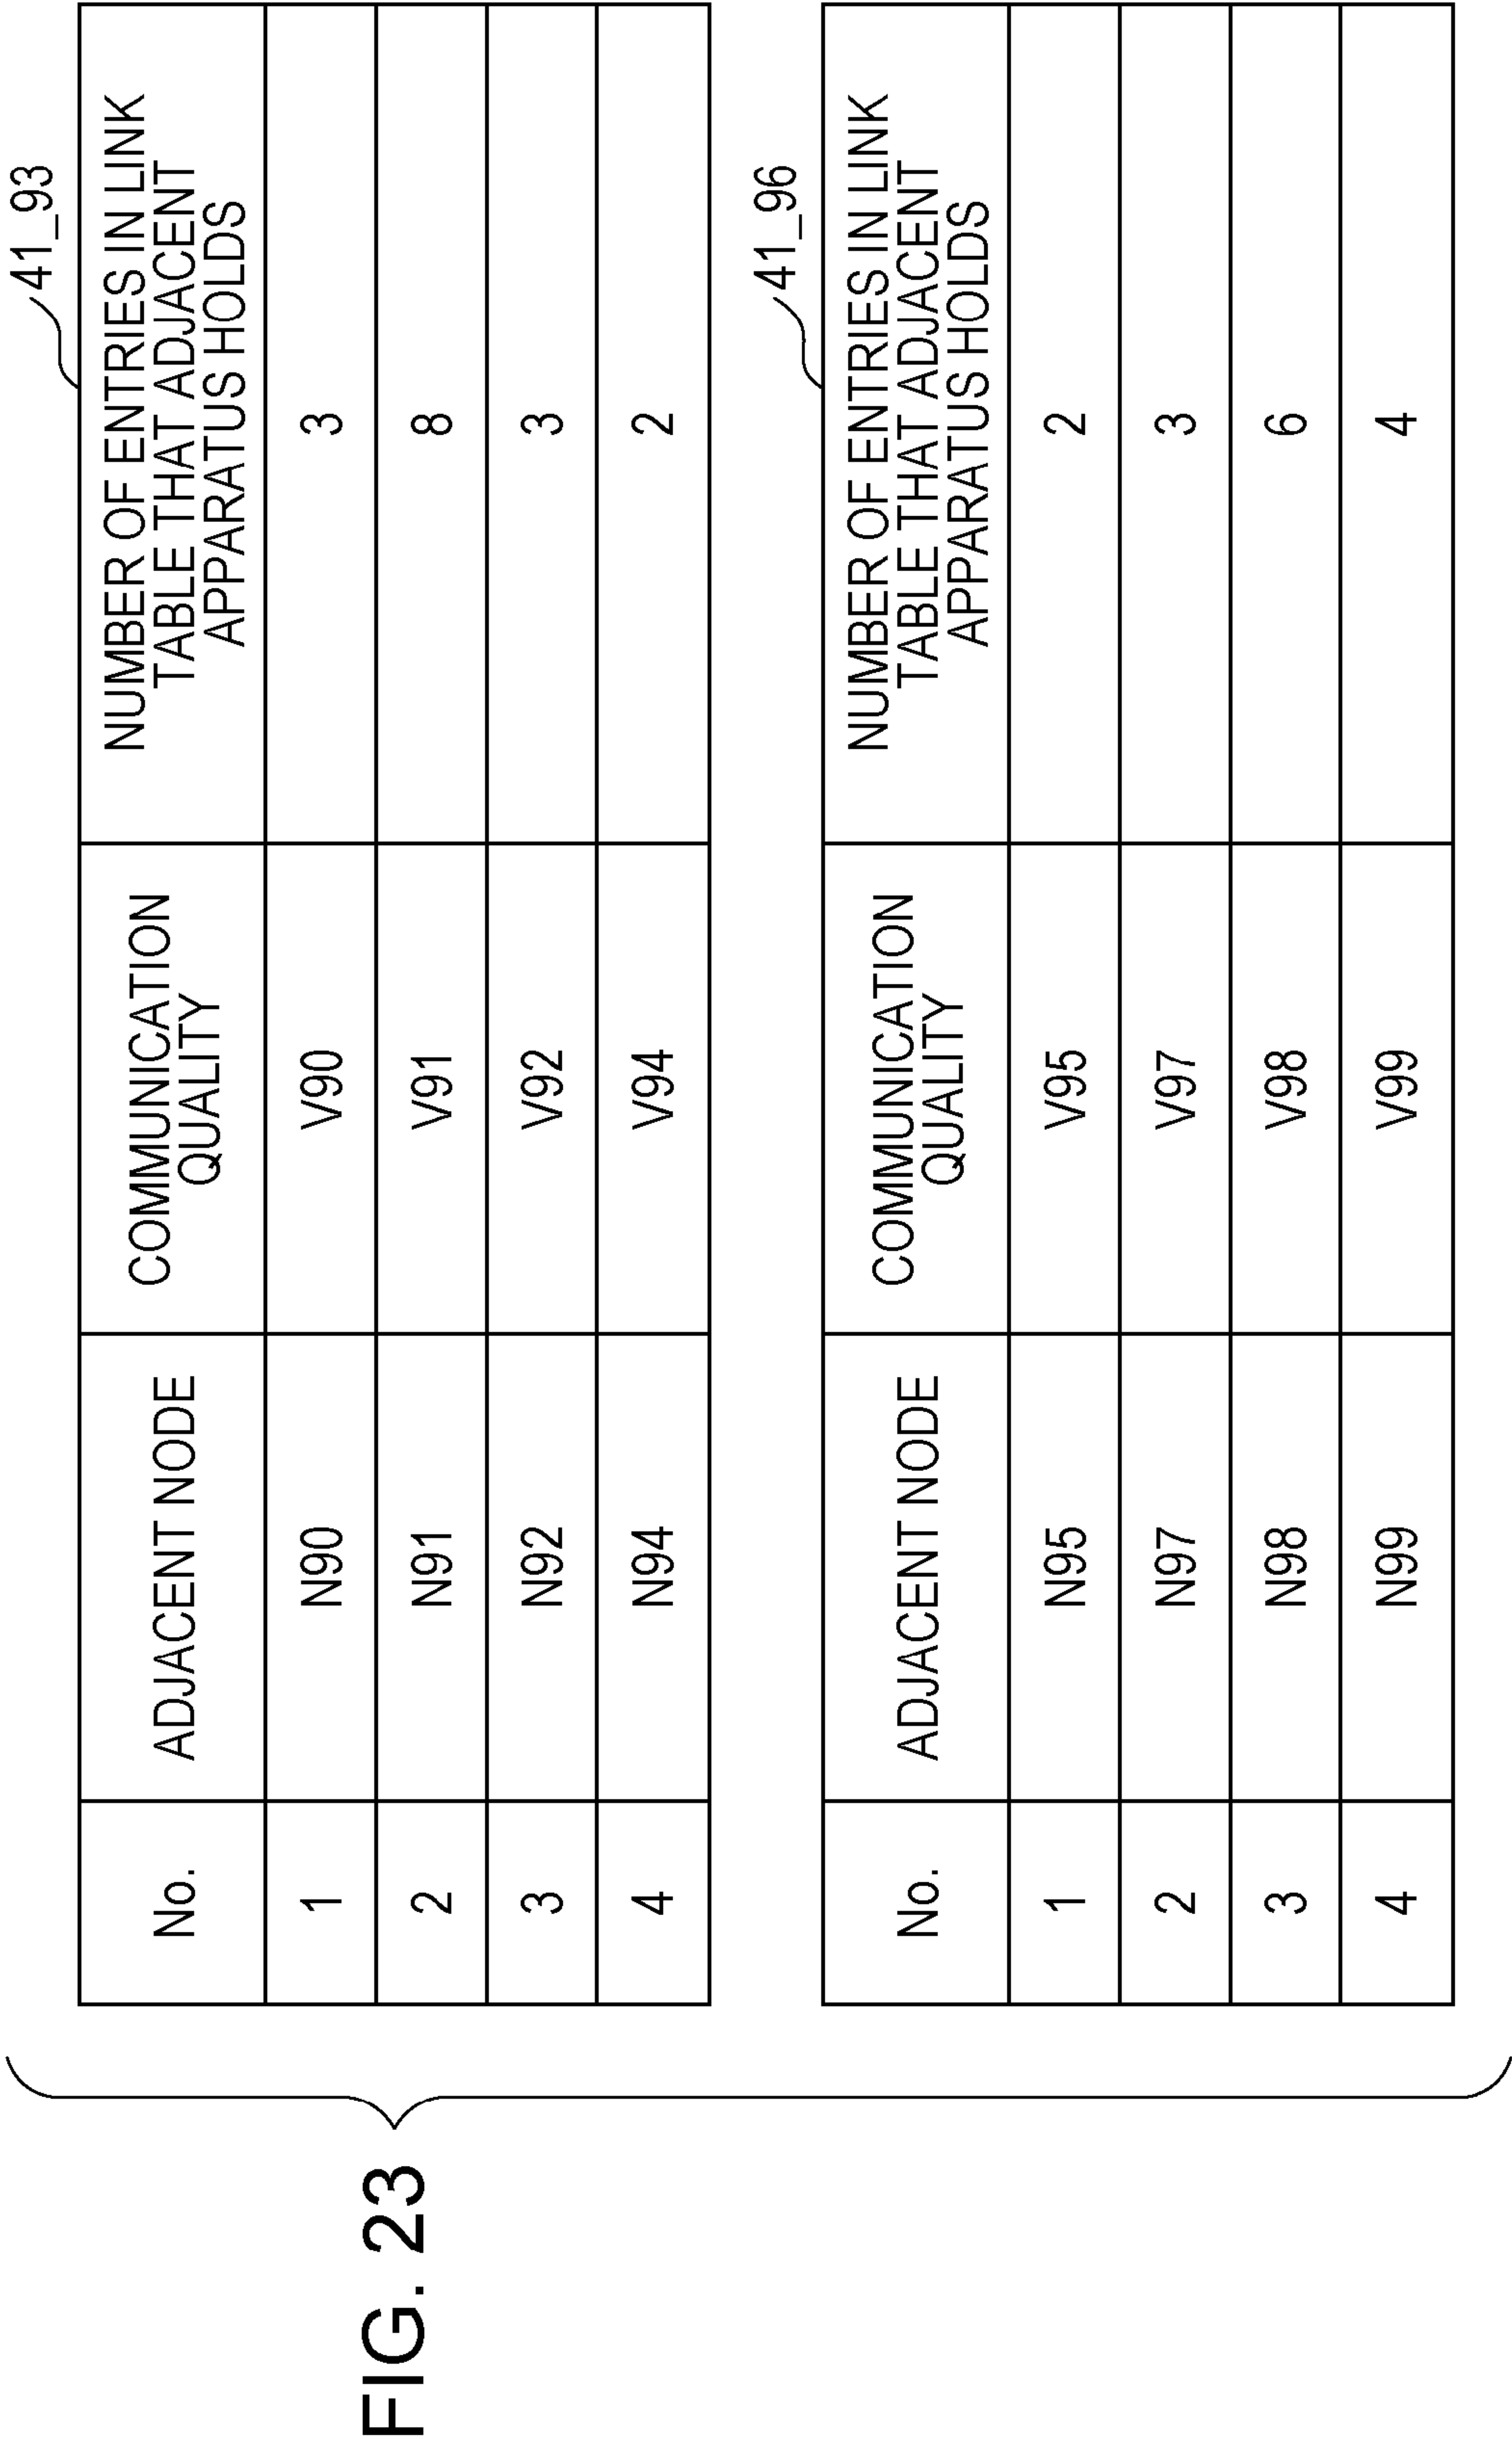 FIG. 23
41_93
No. ADJACENT NODE COMMUNICATION QUALITY NUMBER OF ENTRIES IN LINK TABLE THAT ADJACENT APPARATUS HOLDS
1 N90 V90 3
2 N91 V91 8
3 N92 V92 3
4 N94 V94 2
41_96
No. ADJACENT NODE COMMUNICATION QUALITY NUMBER OF ENTRIES IN LINK TABLE THAT ADJACENT APPARATUS HOLDS
1 N95 V95 2
2 N97 V97 3
3 N98 V98 6
4 N99 V99 4